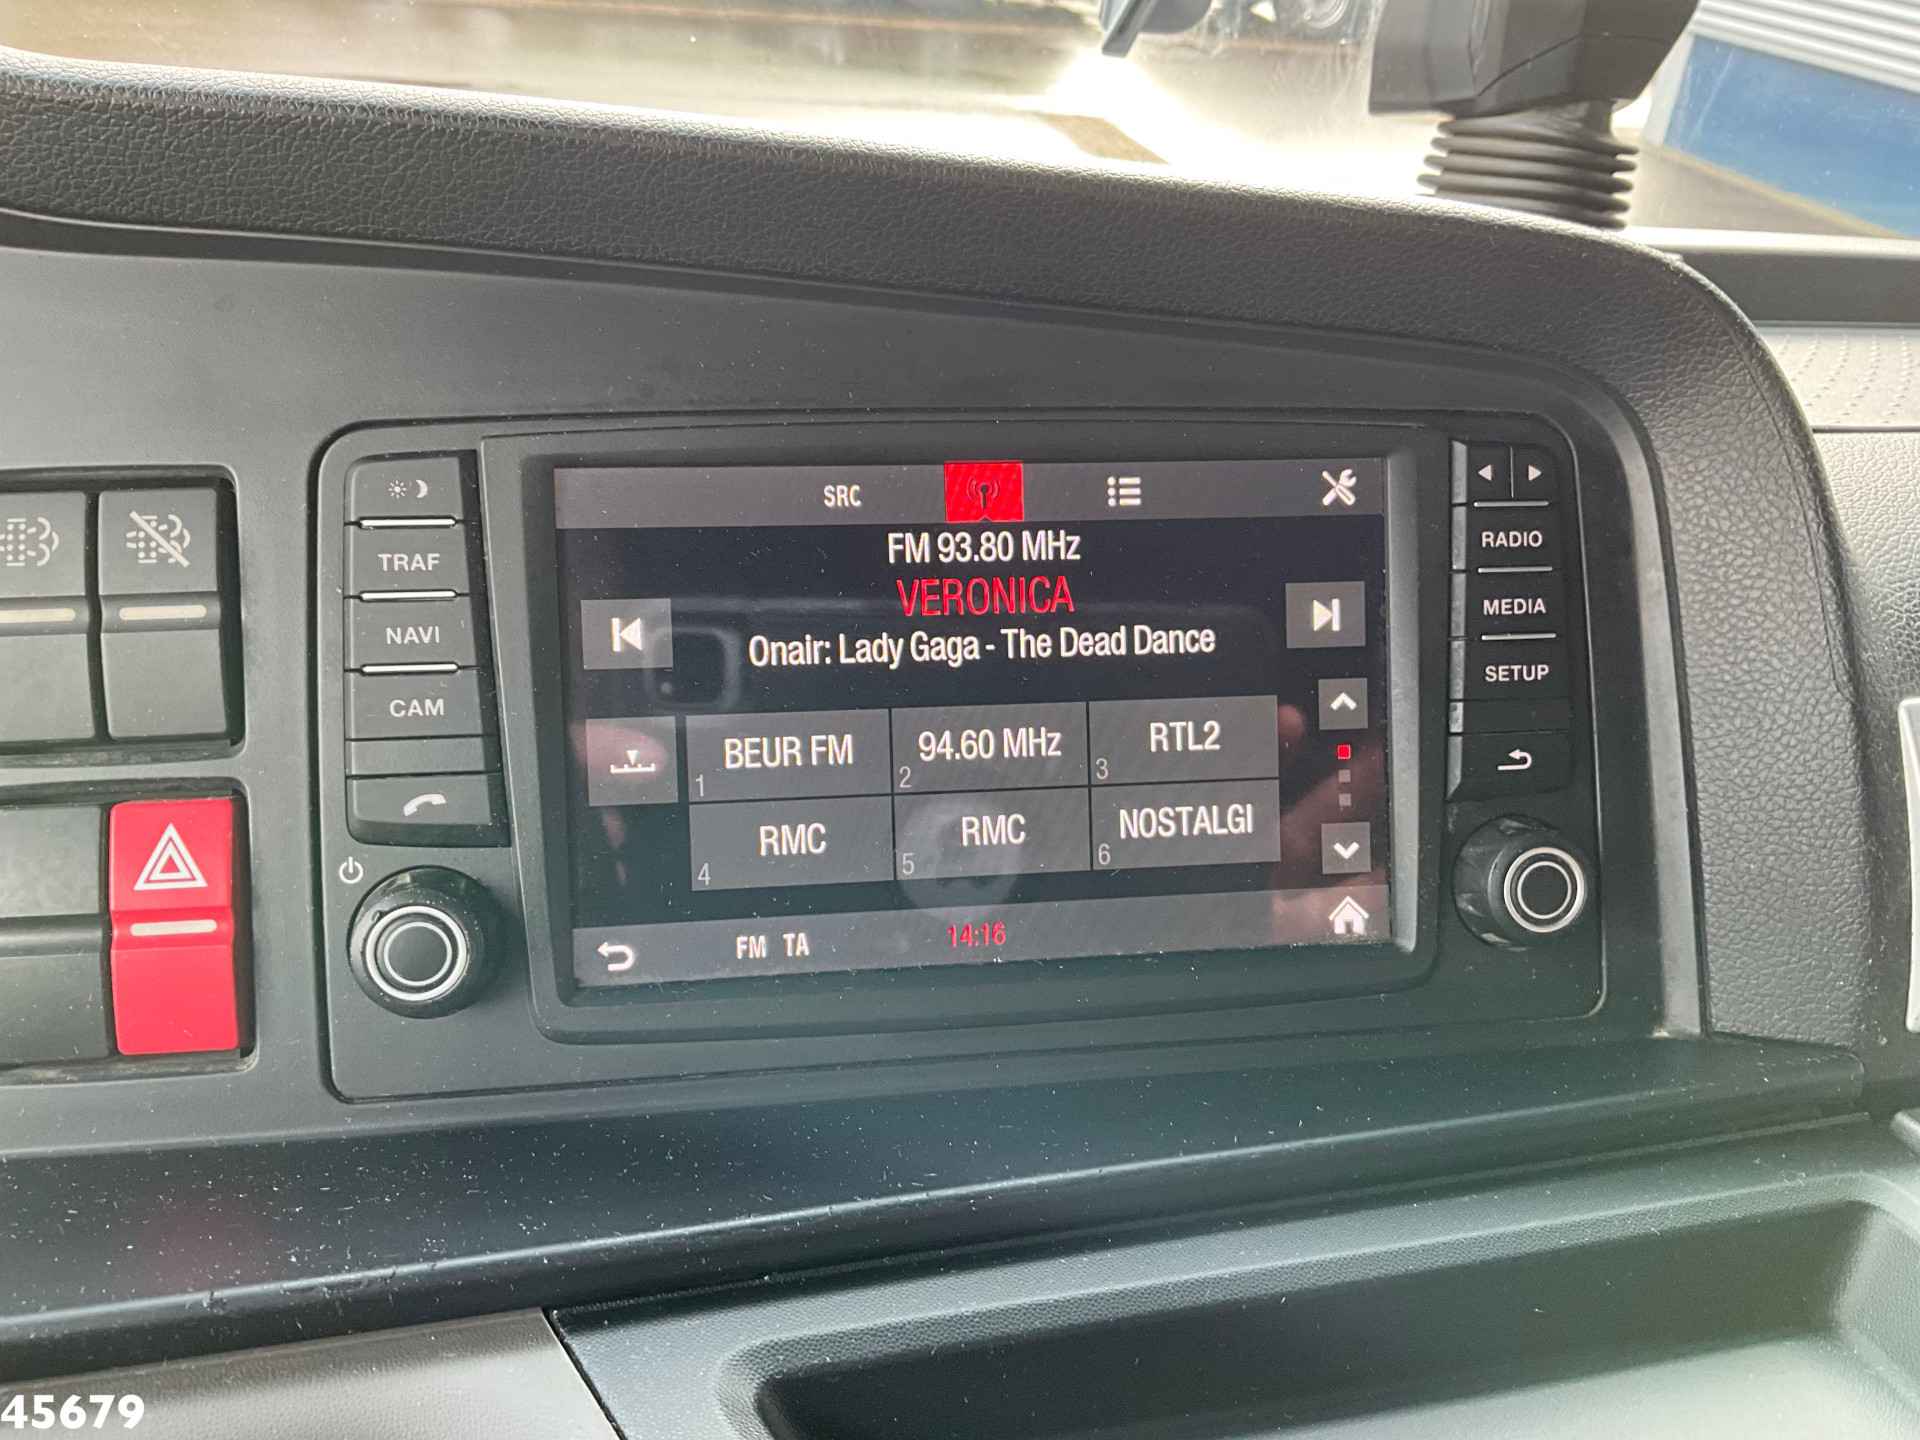 SRC
FM 93.80 MHz
VERONICA
Onair: Lady Gaga - The Dead Dance
BEUR FM
1
94.60 MHz
2
RTL2
3
RMC
4
RMC
5
NOSTALGI
6
FM TA
14:16
TRAF
NAVI
CAM
RADIO
MEDIA
SETUP
45679